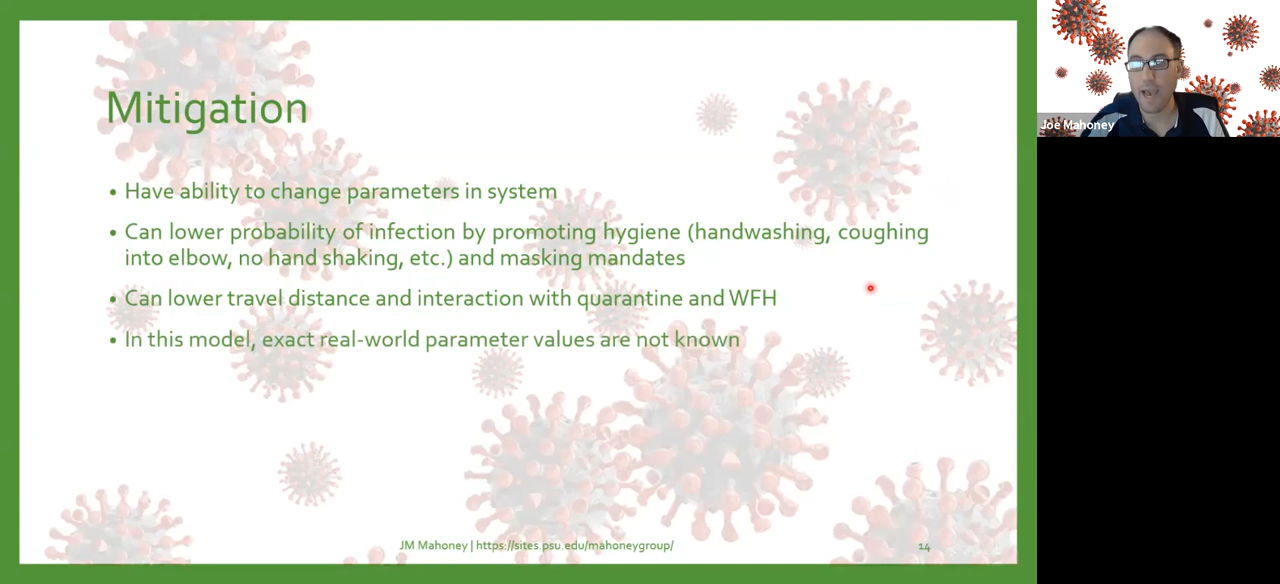 Mitigation
• Have ability to change parameters in system
• Can lower probability of infection by promoting hygiene (handwashing, coughing
into elbow, no hand shaking, etc.) and masking mandates
• Can lower travel distance and interaction with quarantine and WFH
• In this model, exact real-world parameter values are not known
JM Mahoney | https://sites.psu.edu/mahoneygroup/
14
Joe Mahoney